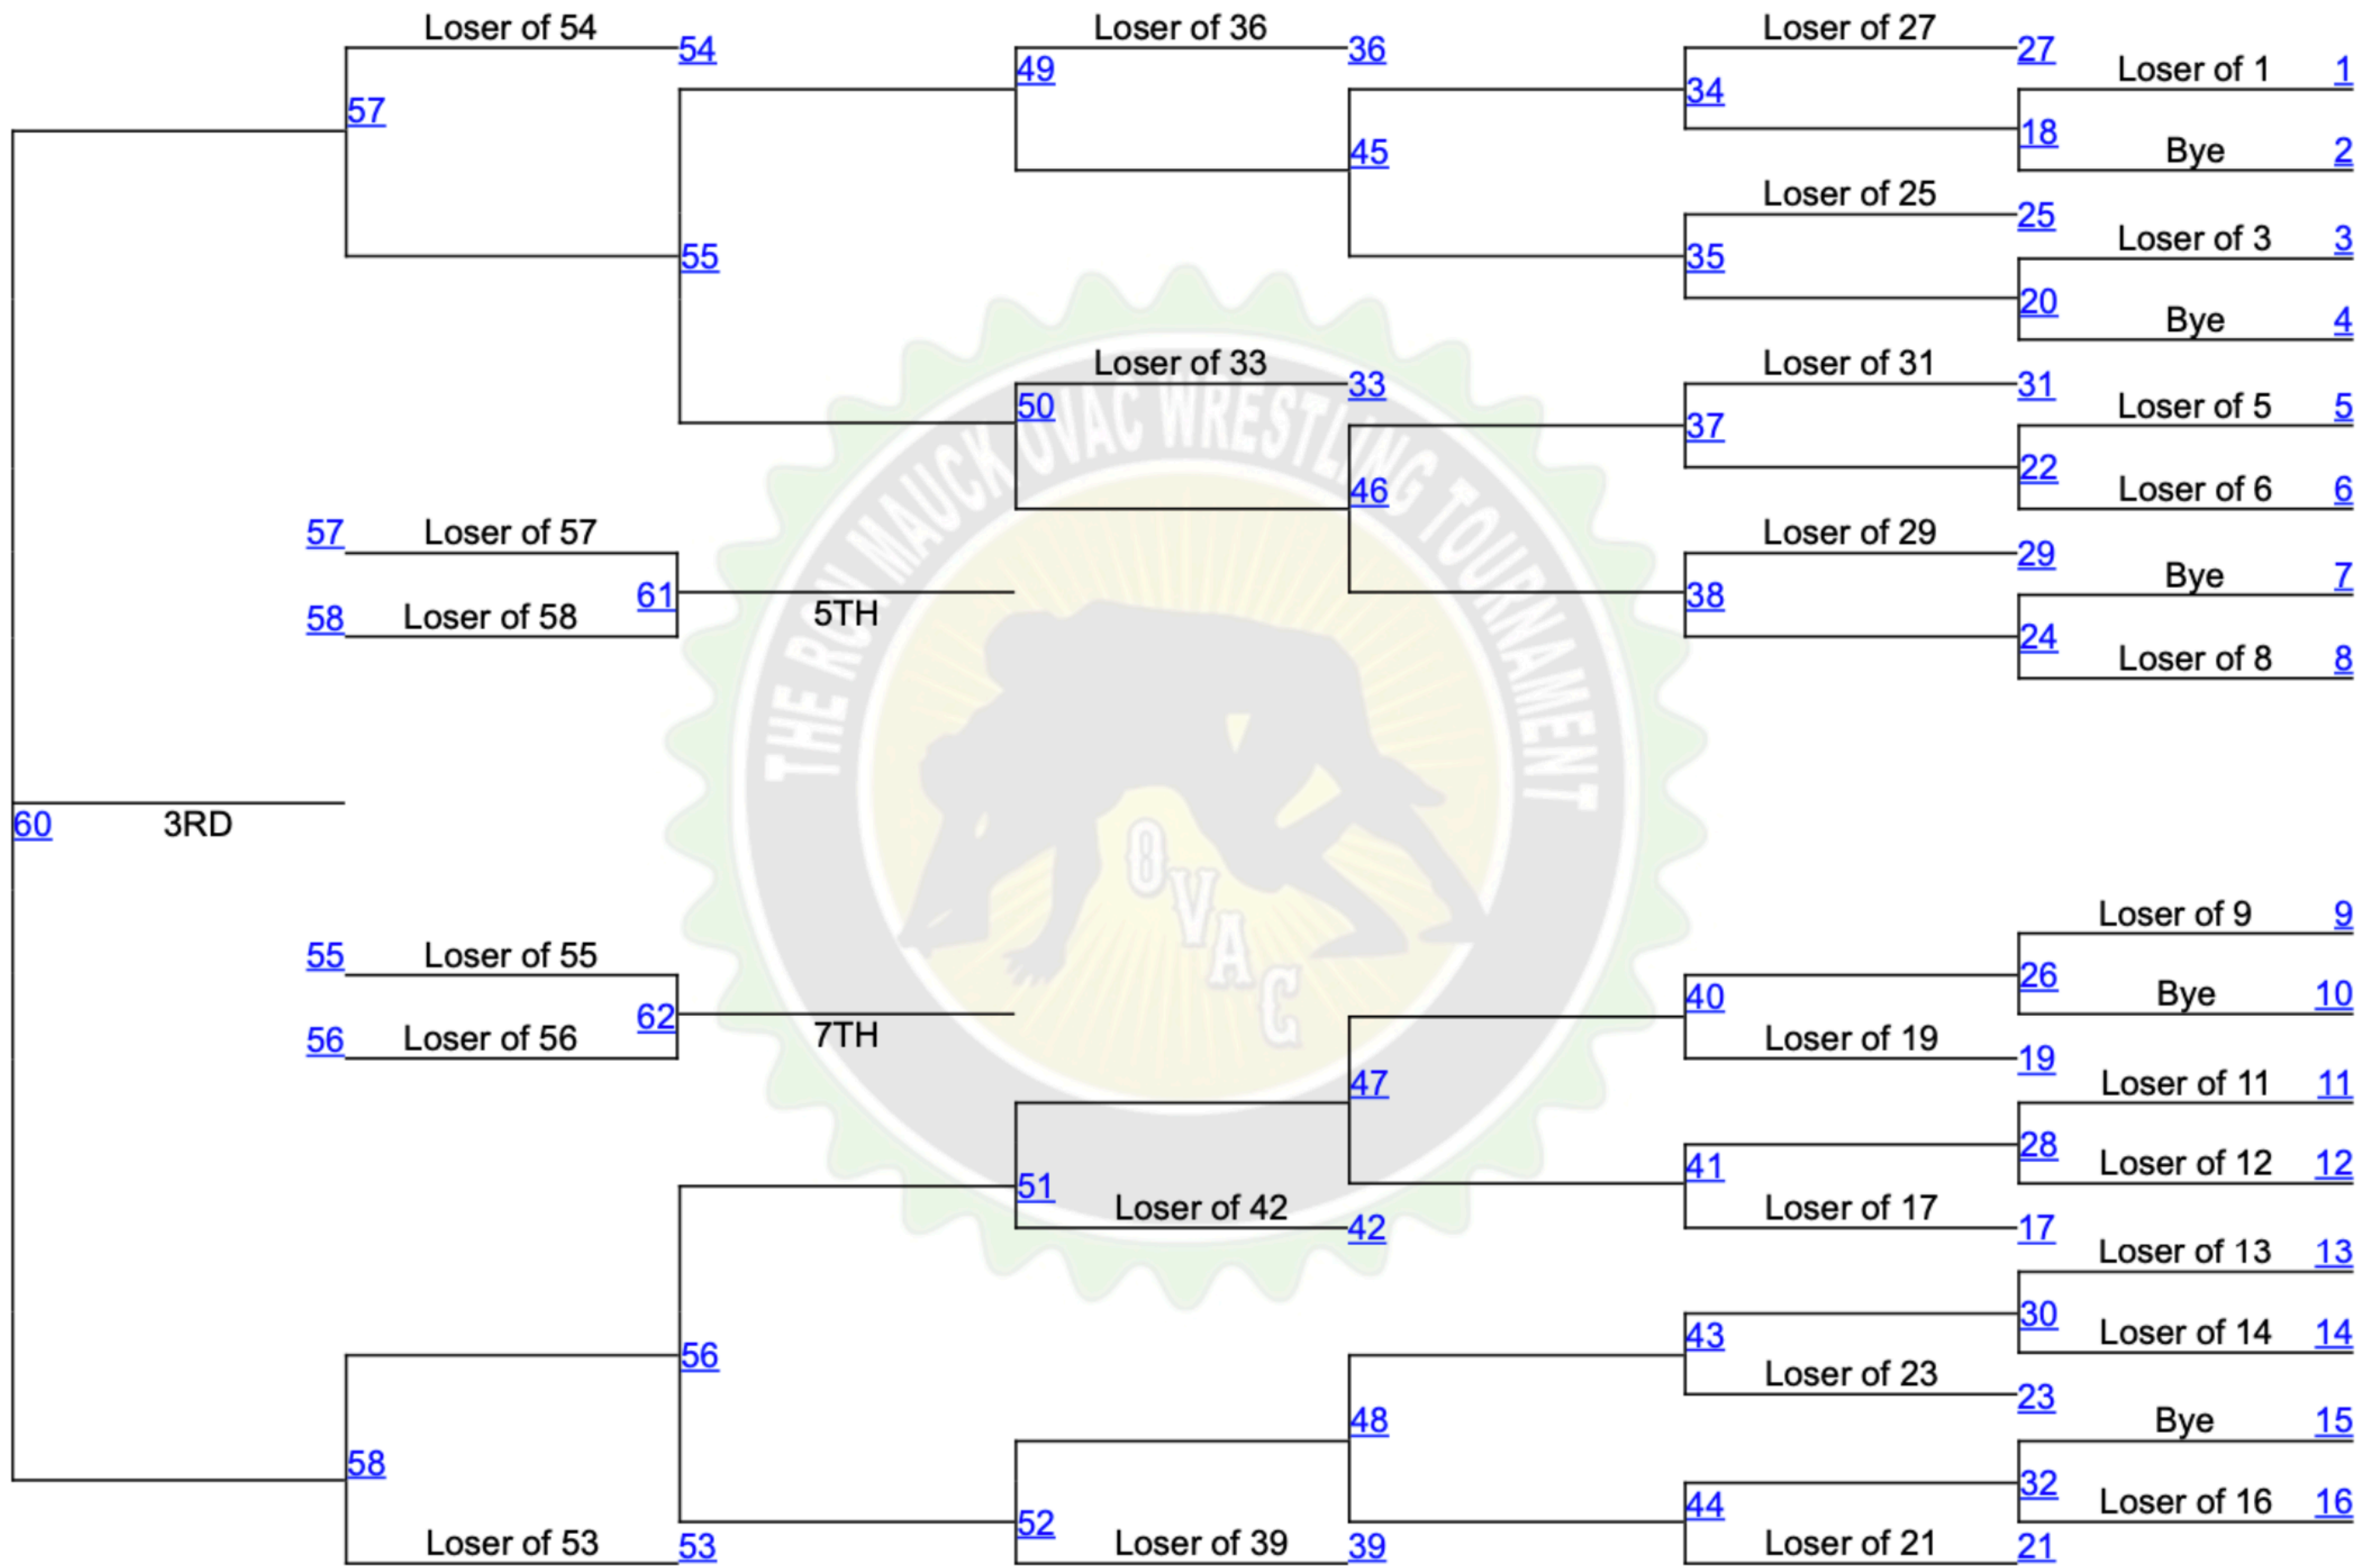 Loser of 54
54
Loser of 36
36
Loser of 27
27
Loser of 1
1
49
34
57
18
Bye
2
45
Loser of 25
25
Loser of 3
3
55
35
20
Bye
4
Loser of 33
33
Loser of 31
31
Loser of 5
5
50
37
22
Loser of 6
6
46
57
Loser of 57
Loser of 29
29
Bye
7
61
5TH
38
58
Loser of 58
24
Loser of 8
8
THE RON MAUCK OVAC WRESTLING TOURNAMENT
60
3RD
OVAC
Loser of 9
9
55
Loser of 55
40
26
Bye
10
62
7TH
56
Loser of 56
Loser of 19
19
47
Loser of 11
11
41
28
Loser of 12
12
51
Loser of 42
42
Loser of 17
17
Loser of 13
13
56
43
30
Loser of 14
14
Loser of 23
23
48
Bye
15
58
32
Loser of 16
16
52
44
Loser of 53
53
Loser of 39
39
Loser of 21
21